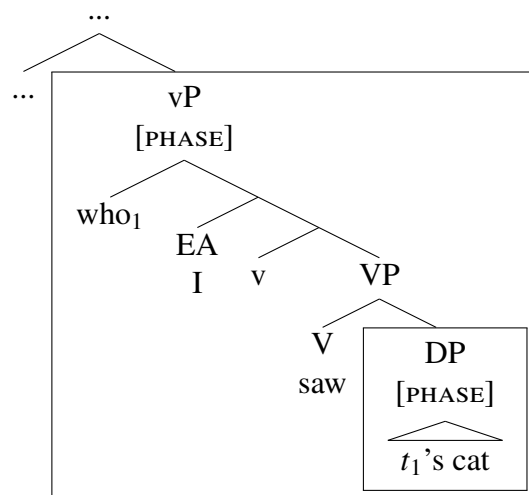 ...
...
vP
[PHASE]
who₁
EA
I
v
VP
V
saw
DP
[PHASE]
t₁'s cat